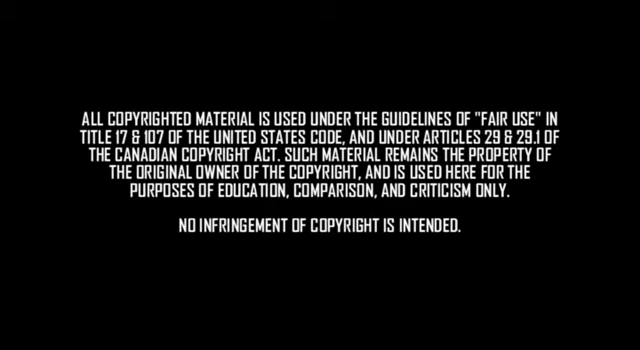 ALL COPYRIGHTED MATERIAL IS USED UNDER THE GUIDELINES OF "FAIR USE" IN
TITLE 17 & 107 OF THE UNITED STATES CODE, AND UNDER ARTICLES 29 & 29.1 OF
THE CANADIAN COPYRIGHT ACT. SUCH MATERIAL REMAINS THE PROPERTY OF
THE ORIGINAL OWNER OF THE COPYRIGHT, AND IS USED HERE FOR THE
PURPOSES OF EDUCATION, COMPARISON, AND CRITICISM ONLY.
NO INFRINGEMENT OF COPYRIGHT IS INTENDED.